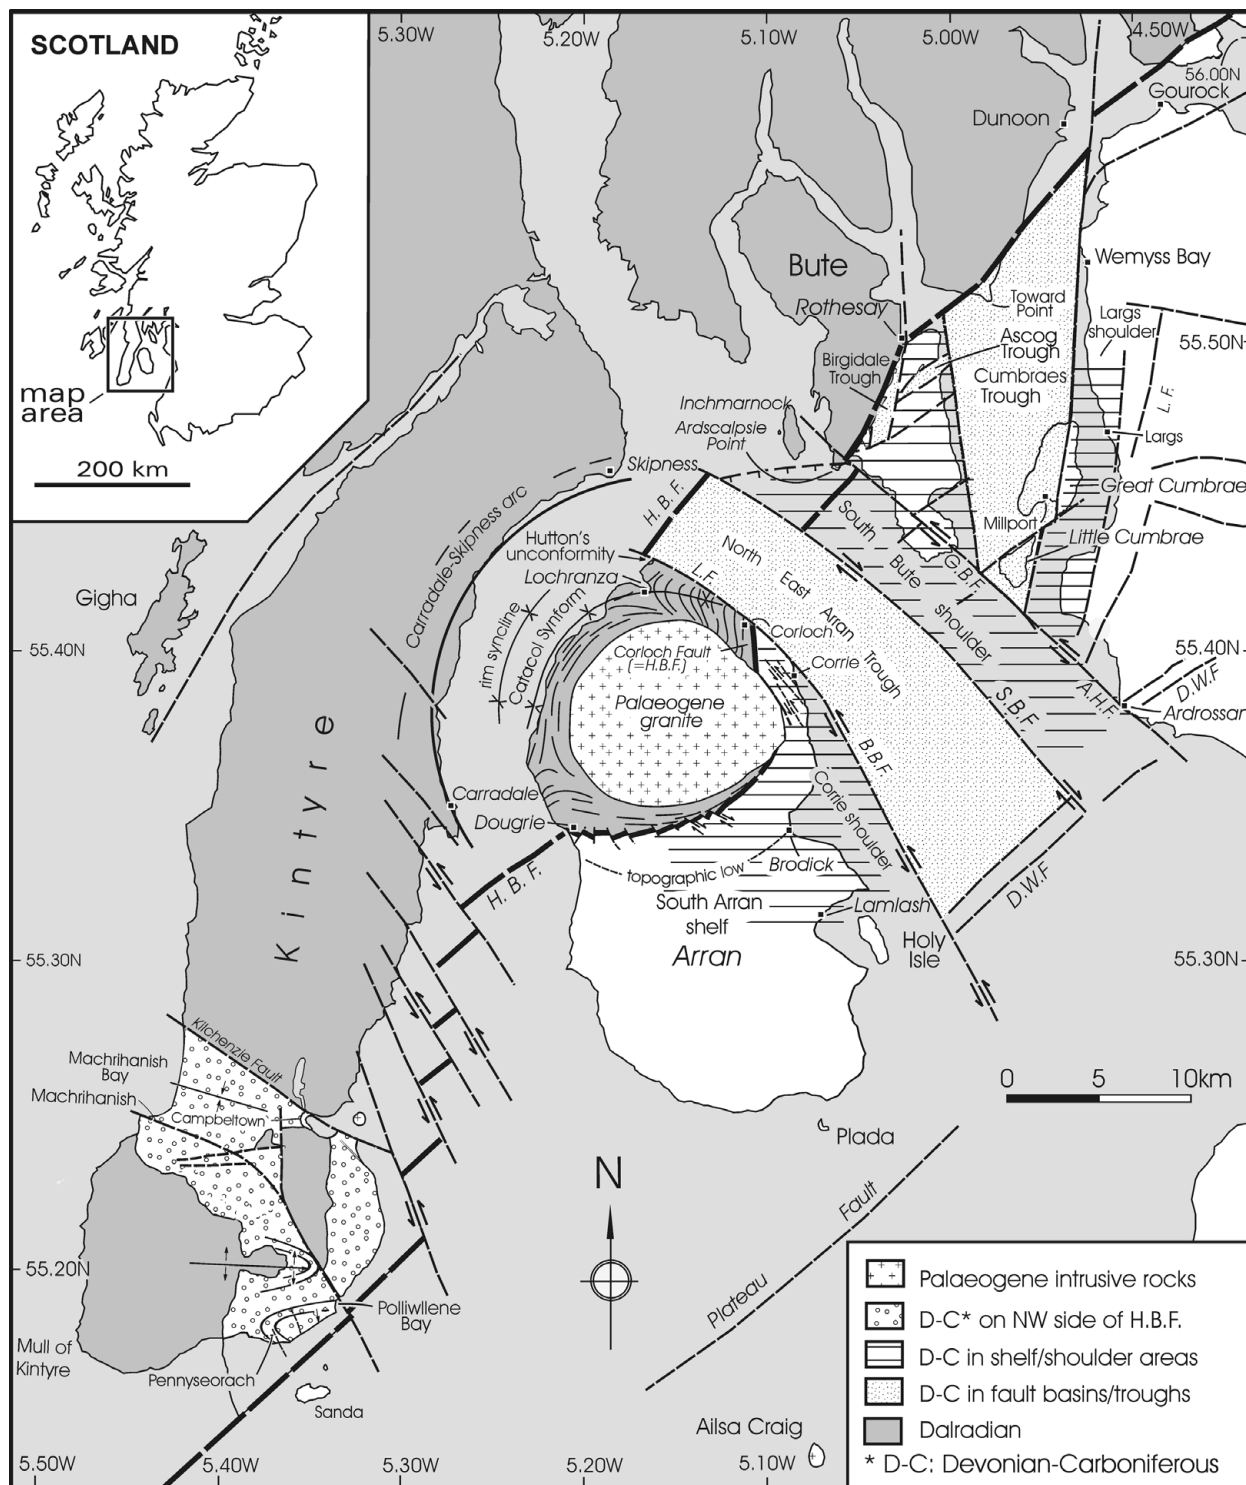 SCOTLAND
map
area
200 km
5.30W
5.20W
5.10W
5.00W
4.50W
56.00N
Gourock
Dunoon
Wemyss Bay
Bute
Rothesay
Toward
Point
Largs
shoulder
Ascog
Trough
55.50N
Birgidale
Trough
Cumbraes
Trough
L. F.
Inchmarnock
Ardscalpsie
Point
Largs
Skipness
Great Cumbrae
H. B. F.
Millport
Little Cumbrae
Carradale-Skipness arc
Hutton's
unconformity
Lochranza
L.F.
North
East
Arran
Trough
South
Bute
shoulder
G.B.F
Gigha
rim syncline
Catacol Synform
Corloch
Corloch Fault
(=H.B.F.)
Corrie
55.40N
55.40N
D.W.F
Palaeogene
granite
S.B.F
A.H.F.
Ardrossan
Kintyre
B.B.F
Carradale
Dougrie
Corrie shoulder
H. B. F.
topographic low
Brodick
D.W.F
South Arran
shelf
Lamlash
Arran
Holy
Isle
55.30N
55.30N
Kilchenzie Fault
Machrihanish
Bay
Machrihanish
Campbeltown
0 5 10km
Plada
N
Plateau Fault
55.20N
Polliwllene
Bay
Mull of
Kintyre
Pennyseorach
Sanda
Ailsa Craig
Palaeogene intrusive rocks
D-C* on NW side of H.B.F.
D-C in shelf/shoulder areas
D-C in fault basins/troughs
Dalradian
* D-C: Devonian-Carboniferous
5.50W
5.40W
5.30W
5.20W
5.10W